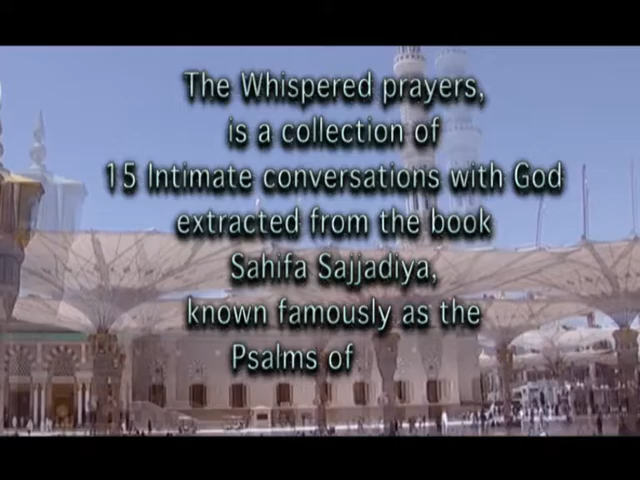 The Whispered prayers,
is a collection of
15 Intimate conversations with God
extracted from the book
Sahifa Sajjadiya,
known famously as the
Psalms of